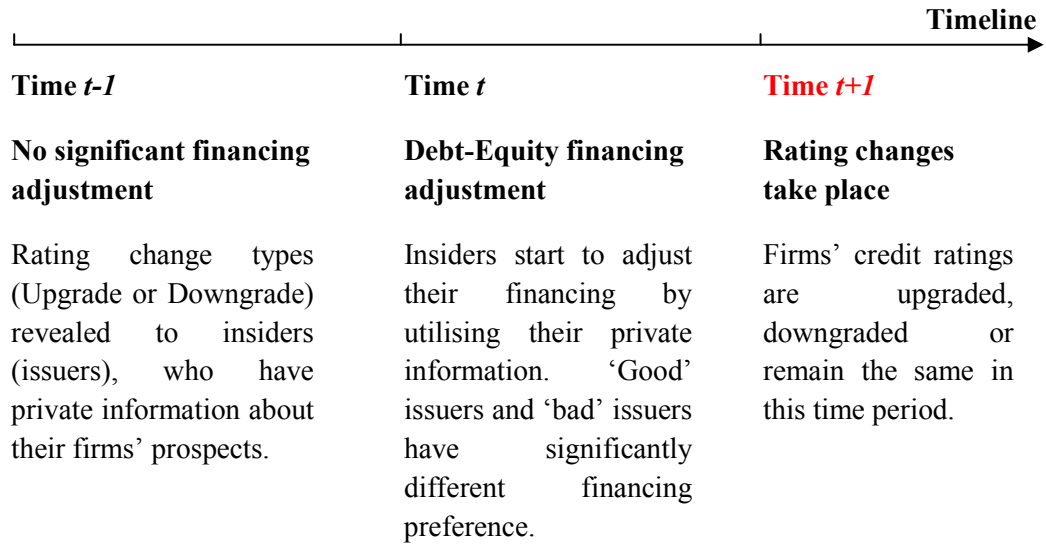 Timeline
Time t-1
No significant financing
adjustment
Rating change types
(Upgrade or Downgrade)
revealed to insiders
(issuers), who have
private information about
their firms’ prospects.
Time t
Debt-Equity financing
adjustment
Insiders start to adjust
their financing by
utilising their private
information. ‘Good’
issuers and ‘bad’ issuers
have significantly
different financing
preference.
Time t+1
Rating changes
take place
Firms’ credit ratings
are upgraded,
downgraded or
remain the same in
this time period.